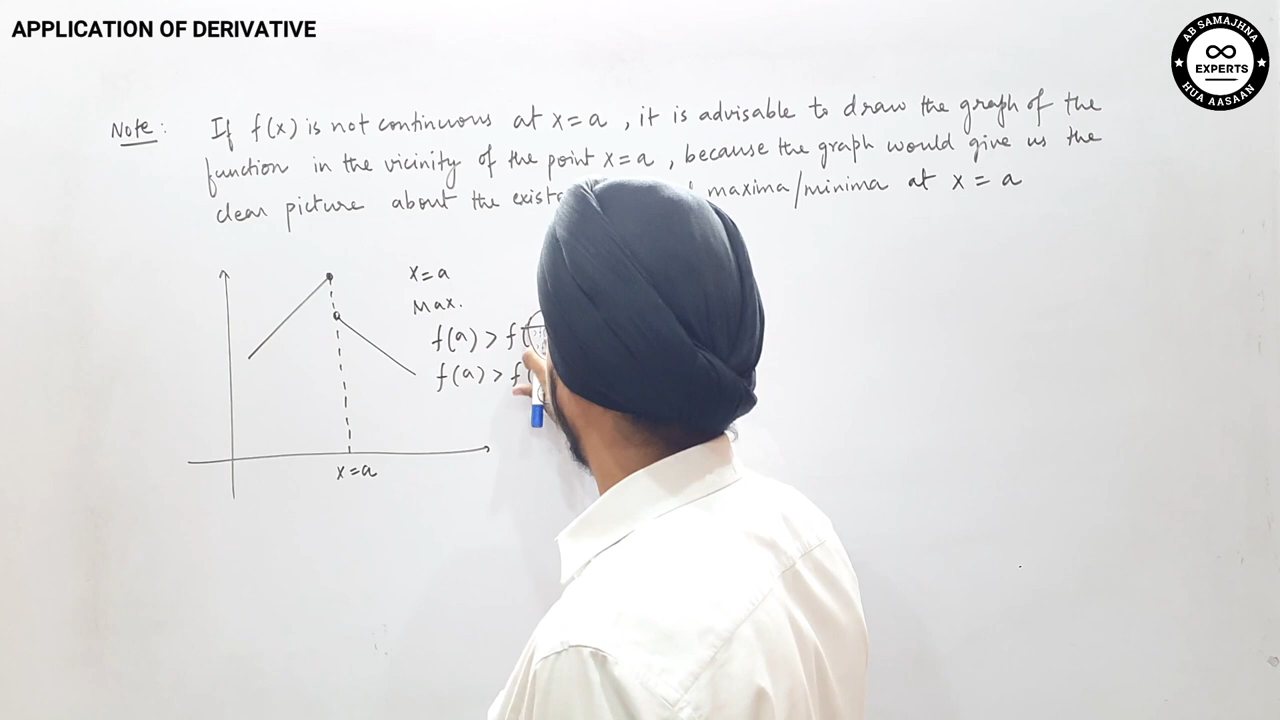 APPLICATION OF DERIVATIVE
AB SAMAJHNA
EXPERTS
HUA AASAAN
Note: If f(x) is not continuous at x=a, it is advisable to draw the graph of the
function in the vicinity of the point x=a, because the graph would give us the
clear picture about the maxima/minima at x = a
x=a
Max.
f(a) > f(
f(a) > f(
x=a